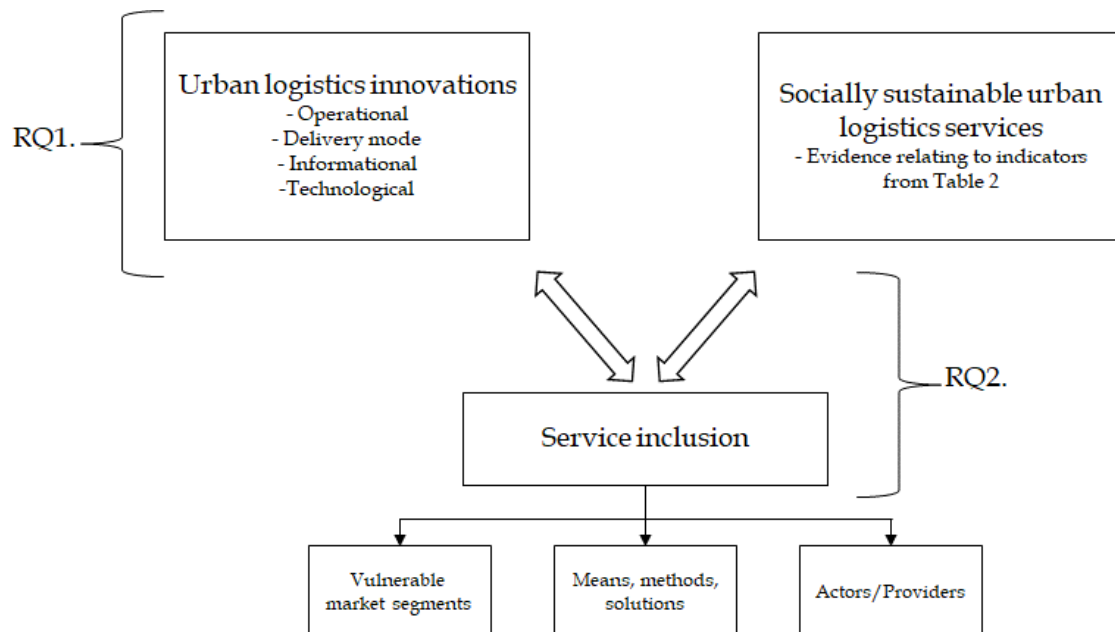 RQ1.
Urban logistics innovations
- Operational
- Delivery mode
- Informational
-Technological
Socially sustainable urban
logistics services
- Evidence relating to indicators
from Table 2
RQ2.
Service inclusion
Vulnerable
market segments
Means, methods,
solutions
Actors/Providers